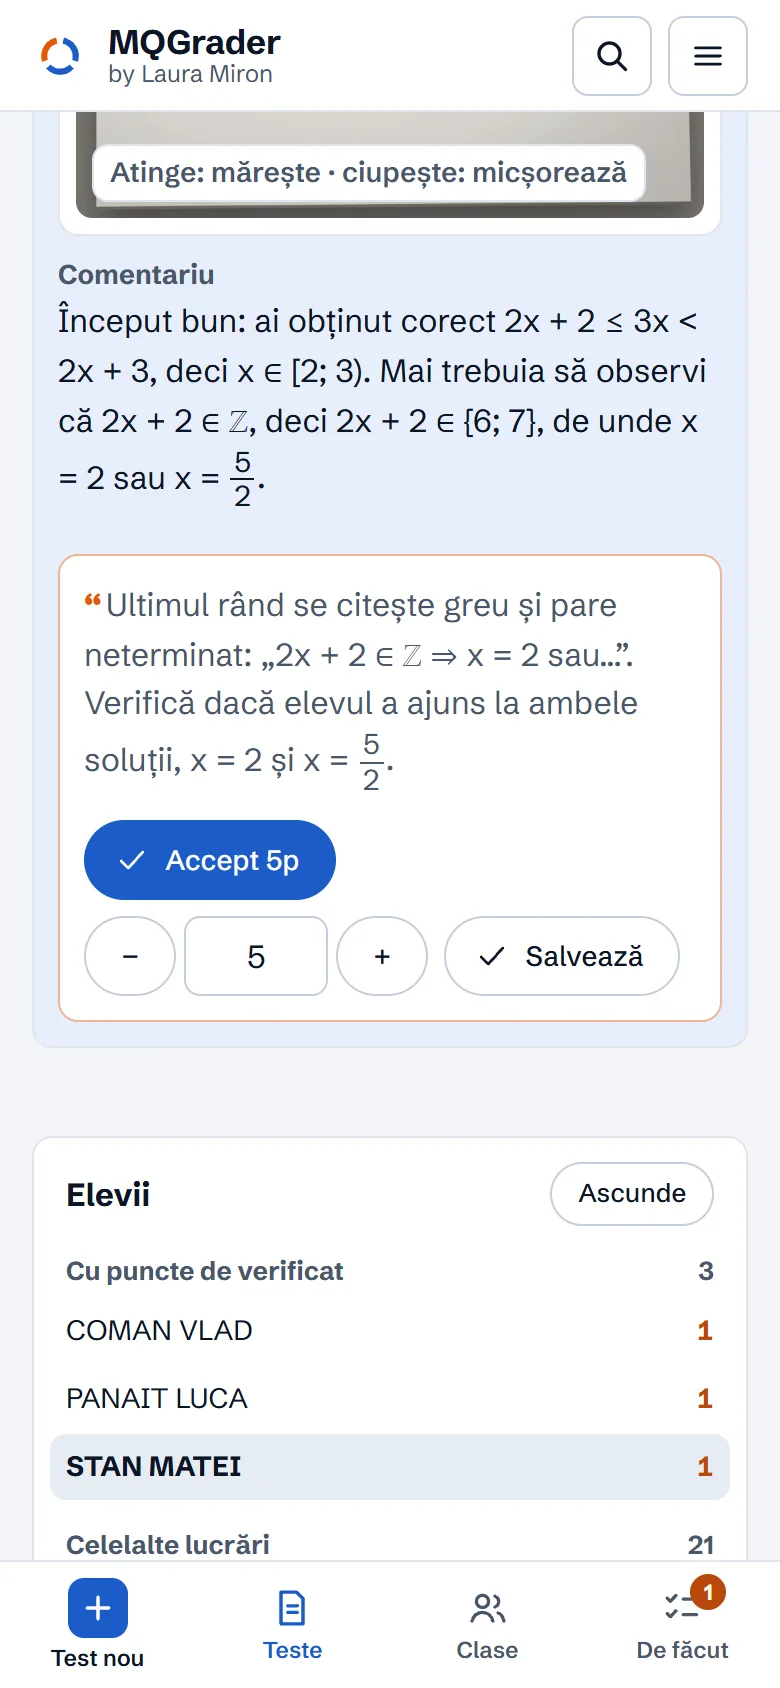 MQGrader
by Laura Miron
Atinge: mărește · ciupește: micșorează
Comentariu
Început bun: ai obținut corect 2x + 2 ≤ 3x <
2x + 3, deci x ∈ [2; 3). Mai trebuia să observi
că 2x + 2 ∈ ℤ, deci 2x + 2 ∈ {6; 7}, de unde x
= 2 sau x = 5/2.
❝Ultimul rând se citește greu și pare
neterminat: „2x + 2 ∈ ℤ ⇒ x = 2 sau…”.
Verifică dacă elevul a ajuns la ambele
soluții, x = 2 și x = 5/2.
✓ Accept 5p
− 5 + ✓ Salvează
Elevii Ascunde
Cu puncte de verificat 3
COMAN VLAD 1
PANAIT LUCA 1
STAN MATEI 1
Celelalte lucrări 21
1
Test nou Teste Clase De făcut